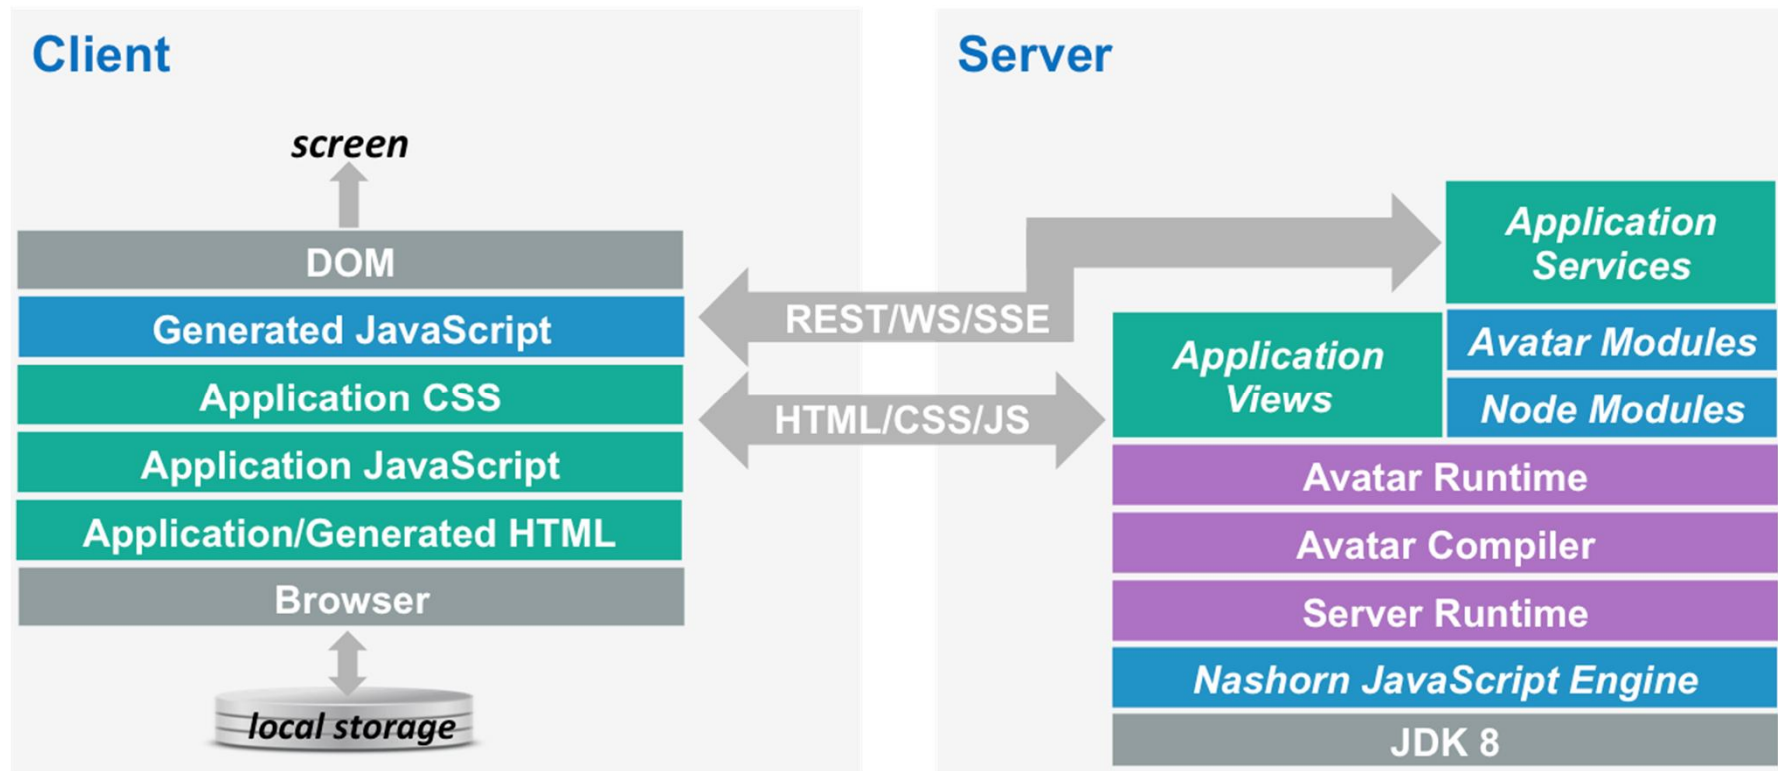 Client
screen
DOM
Generated JavaScript
Application CSS
Application JavaScript
Application/Generated HTML
Browser
local storage
REST/WS/SSE
HTML/CSS/JS
Server
Application
Services
Application
Views
Avatar Modules
Node Modules
Avatar Runtime
Avatar Compiler
Server Runtime
Nashorn JavaScript Engine
JDK 8